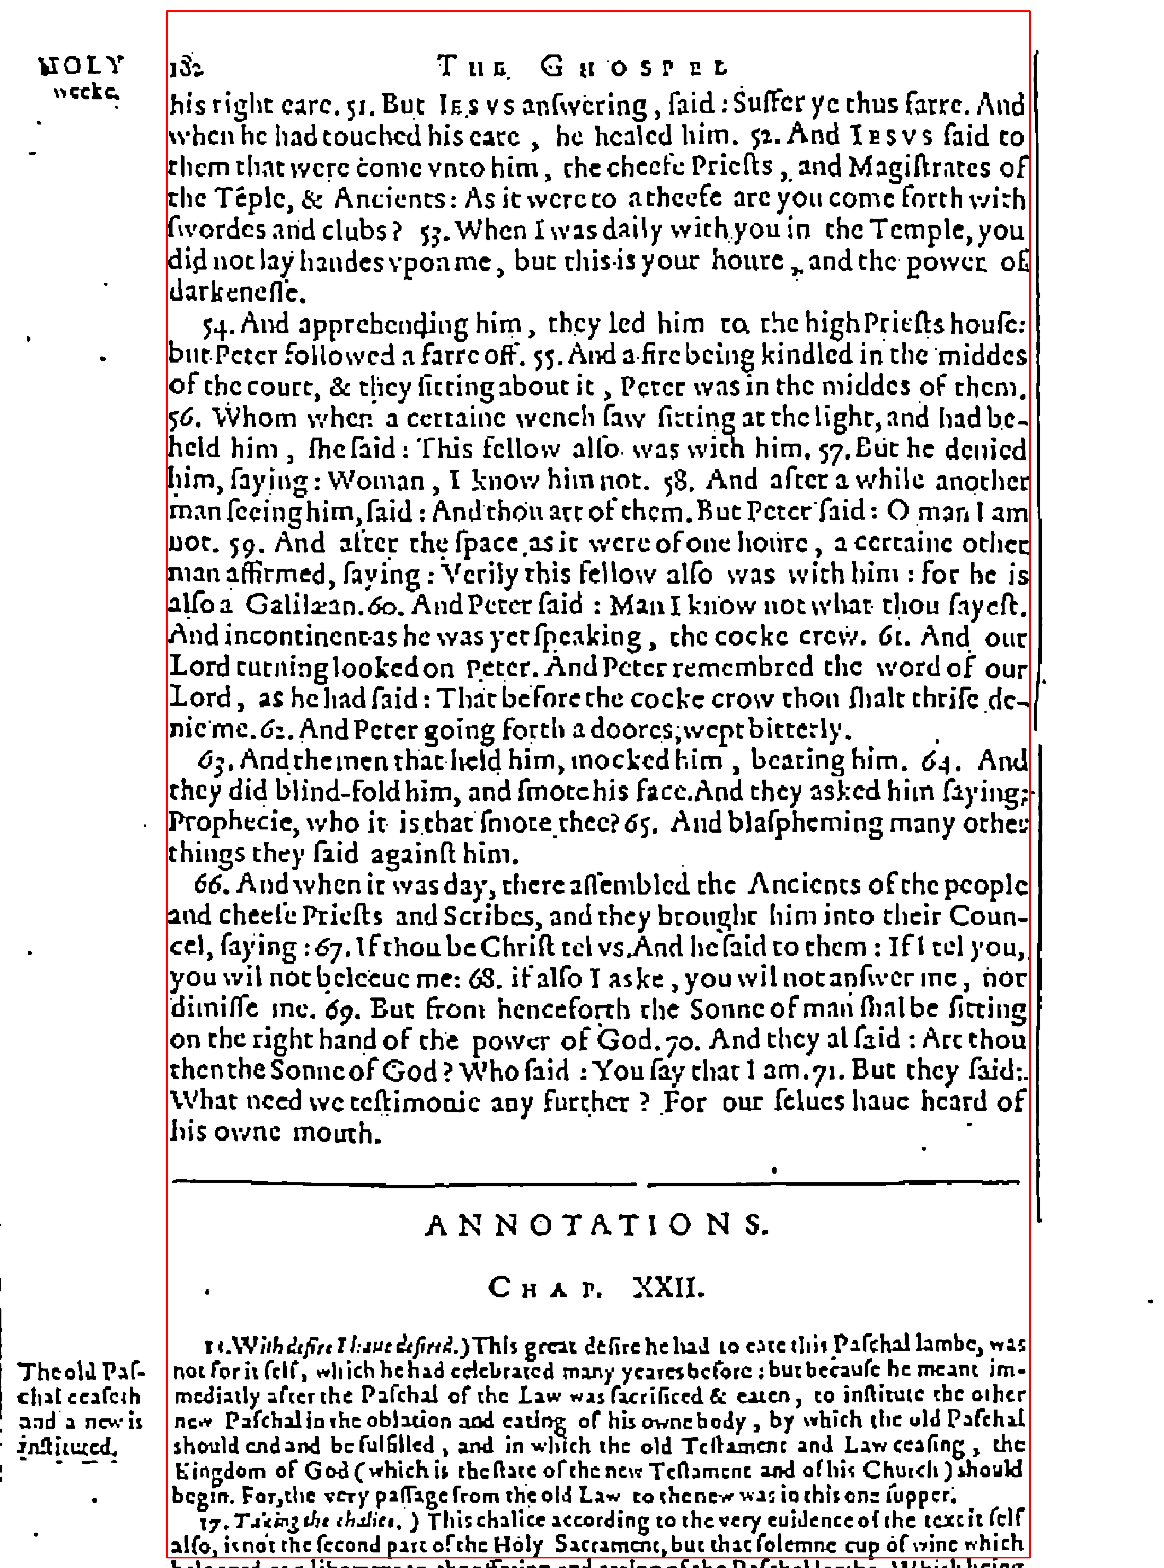 HOLY
weeke.
182 THE GHOSPEL
his right eare. 51. But IESVS anſwering, ſaid: Suffer ye thus farre. And
when he had touched his eare, he healed him. 52. And IESVS ſaid to
them that were come vnto him, the cheefe Prieſts, and Magiſtrates of
the Tẽple, & Ancients: As it were to a theefe are you come forth with
ſwordes and clubs? 53. When I was daily with you in the Temple, you
did not lay handes vpon me, but this is your houre, and the power of
darkeneſſe.
54. And apprehending him, they led him to the high Prieſts houſe:
but Peter followed a farre off. 55. And a fire being kindled in the middes
of the court, & they ſitting about it, Peter was in the middes of them.
56. Whom when a certaine wench ſaw ſitting at the light, and had be-
held him, ſhe ſaid: This fellow alſo was with him. 57. But he denied
him, ſaying: Woman, I know him not. 58. And after a while another
man ſeeing him, ſaid: And thou art of them. But Peter ſaid: O man I am
not. 59. And after the ſpace as it were of one houre, a certaine other
man affirmed, ſaying: Verily this fellow alſo was with him: for he is
alſo a Galilæan. 60. And Peter ſaid: Man I know not what thou ſayeſt.
And incontinent as he was yet ſpeaking, the cocke crew. 61. And our
Lord turning looked on Peter. And Peter remembred the word of our
Lord, as he had ſaid: That before the cocke crow thou ſhalt thriſe de-
nie me. 62. And Peter going forth a doores, wept bitterly.
63. And the men that held him, mocked him, beating him. 64. And
they did blind-fold him, and ſmote his face. And they asked him ſaying:
Prophecie, who it is that ſmote thee? 65. And blaſpheming many other
things they ſaid againſt him.
66. And when it was day, there aſſembled the Ancients of the people
and cheefe Prieſts and Scribes, and they brought him into their Coun-
cel, ſaying: 67. If thou be Chriſt tel vs. And he ſaid to them: If I tel you,
you wil not beleeue me: 68. if alſo I aske, you wil not anſwer me, nor
dimiſſe me. 69. But from henceforth the Sonne of man ſhal be ſitting
on the right hand of the power of God. 70. And they al ſaid: Art thou
then the Sonne of God? Who ſaid: You ſay that I am. 71. But they ſaid:
What need we teſtimonie any further? For our ſelues haue heard of
his owne mouth.
ANNOTATIONS.
CHAP. XXII.
The old Paſ-
chal ceaſeth
and a new is
inſtituted.
15. With deſire I haue deſired.) This great deſire he had to eate this Paſchal lambe, was
not for it ſelf, which he had celebrated many yeares before: but becauſe he meant im-
mediatly after the Paſchal of the Law was ſacrificed & eaten, to inſtitute the other
new Paſchal in the oblation and eating of his owne body, by which the old Paſchal
should end and be fulfilled, and in which the old Teſtament and Law ceaſing, the
Kingdom of God (which is the ſtate of the new Teſtament and of his Church) should
begin. For, the very paſſage from the old Law to the new was in this one ſupper.
17. Taking the chalice.) This chalice according to the very euidence of the text it ſelf
alſo, is not the ſecond part of the Holy Sacrament, but that ſolemne cup of wine which